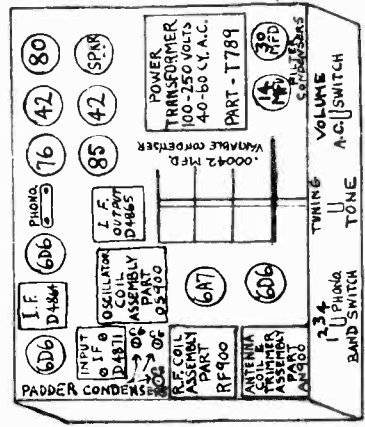 80
SPKR
42
42
76
85
PHONO
6D6
I.F.
OUTPUT
D4865
I.F.
D4864
OSCILLATOR
COIL
ASSEMBLY
PART
OS900
6D6
INPUT
IF
D4871
PADDER CONDENSERS
POWER
TRANSFORMER
100-250 VOLTS
40-60 CY. A.C.
PART-T789
30
MFD
14
MFD
FILTER
CONDENSERS
.00042 MFD.
VARIABLE CONDENSER
6A7
6D6
R.F. COIL
ASSEMBLY
PART
RF900
ANTENNA
COIL &
TRIMMER
ASSEMBLY
PART
AN900
VOLUME
A.C. SWITCH
TUNING
TONE
1 2 3 4
PHONO
BAND SWITCH